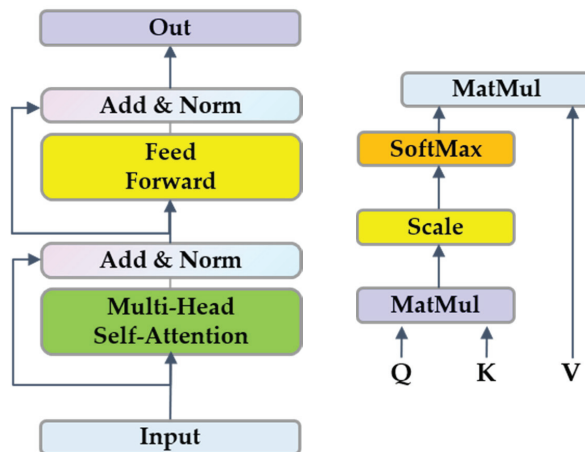 Out
Add & Norm
Feed
Forward
Add & Norm
Multi-Head
Self-Attention
Input
MatMul
SoftMax
Scale
MatMul
Q K V